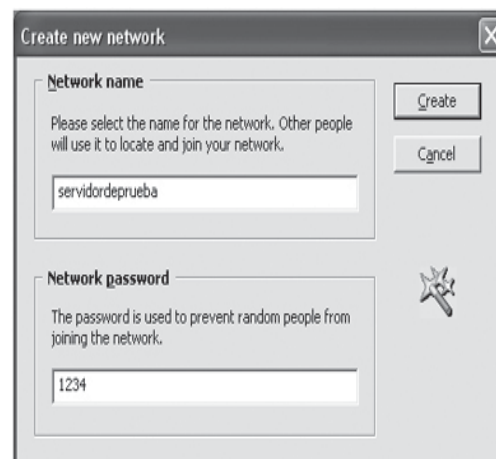 Create new network
Network name
Please select the name for the network. Other people
will use it to locate and join your network.
servidordeprueba
Create
Cancel
Network password
The password is used to prevent random people from
joining the network.
1234